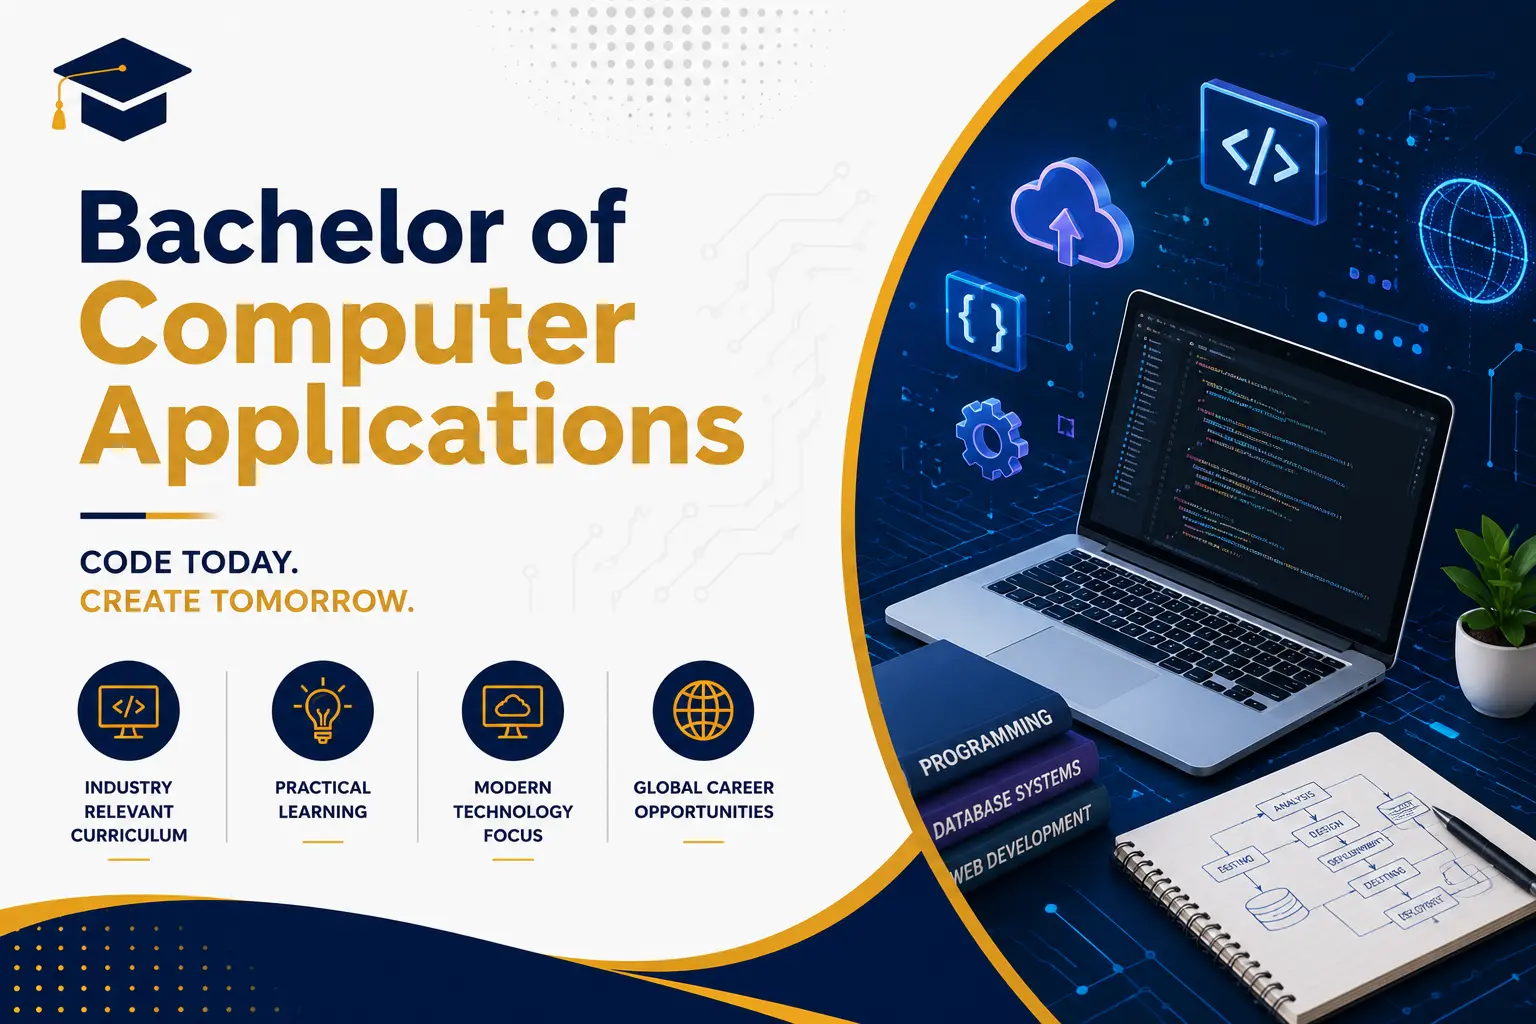 Bachelor of
Computer
Applications
CODE TODAY.
CREATE TOMORROW.
INDUSTRY
RELEVANT
CURRICULUM
PRACTICAL
LEARNING
MODERN
TECHNOLOGY
FOCUS
GLOBAL CAREER
OPPORTUNITIES
</>
{ }
</>
PROGRAMMING
DATABASE SYSTEMS
WEB DEVELOPMENT
ANALYSIS
DESIGN